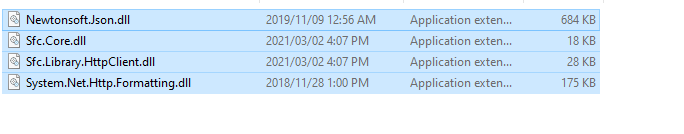 Newtonsoft.Json.dll 2019/11/09 12:56 AM Application exten... 684 KB
Sfc.Core.dll 2021/03/02 4:07 PM Application exten... 18 KB
Sfc.Library.HttpClient.dll 2021/03/02 4:07 PM Application exten... 28 KB
System.Net.Http.Formatting.dll 2018/11/28 1:00 PM Application exten... 175 KB